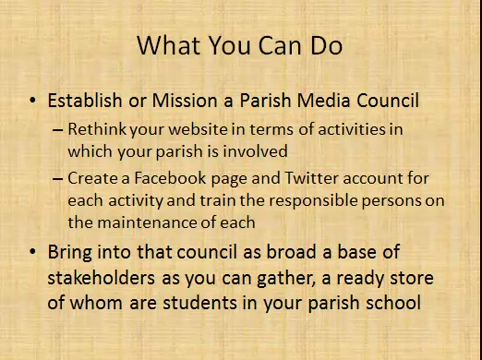 What You Can Do
• Establish or Mission a Parish Media Council
– Rethink your website in terms of activities in
which your parish is involved
– Create a Facebook page and Twitter account for
each activity and train the responsible persons on
the maintenance of each
• Bring into that council as broad a base of
stakeholders as you can gather, a ready store
of whom are students in your parish school